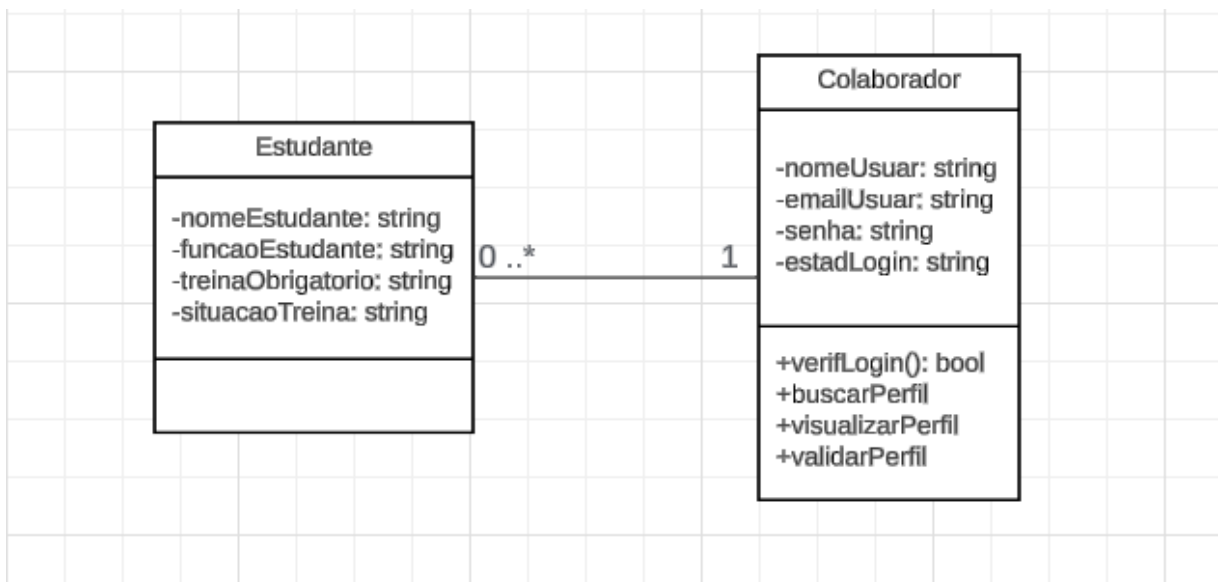 Estudante
-nomeEstudante: string
-funcaoEstudante: string
-treinaObrigatorio: string
-situacaoTreina: string
0 ..*
1
Colaborador
-nomeUsuar: string
-emailUsuar: string
-senha: string
-estadLogin: string
+verifLogin(): bool
+buscarPerfil
+visualizarPerfil
+validarPerfil